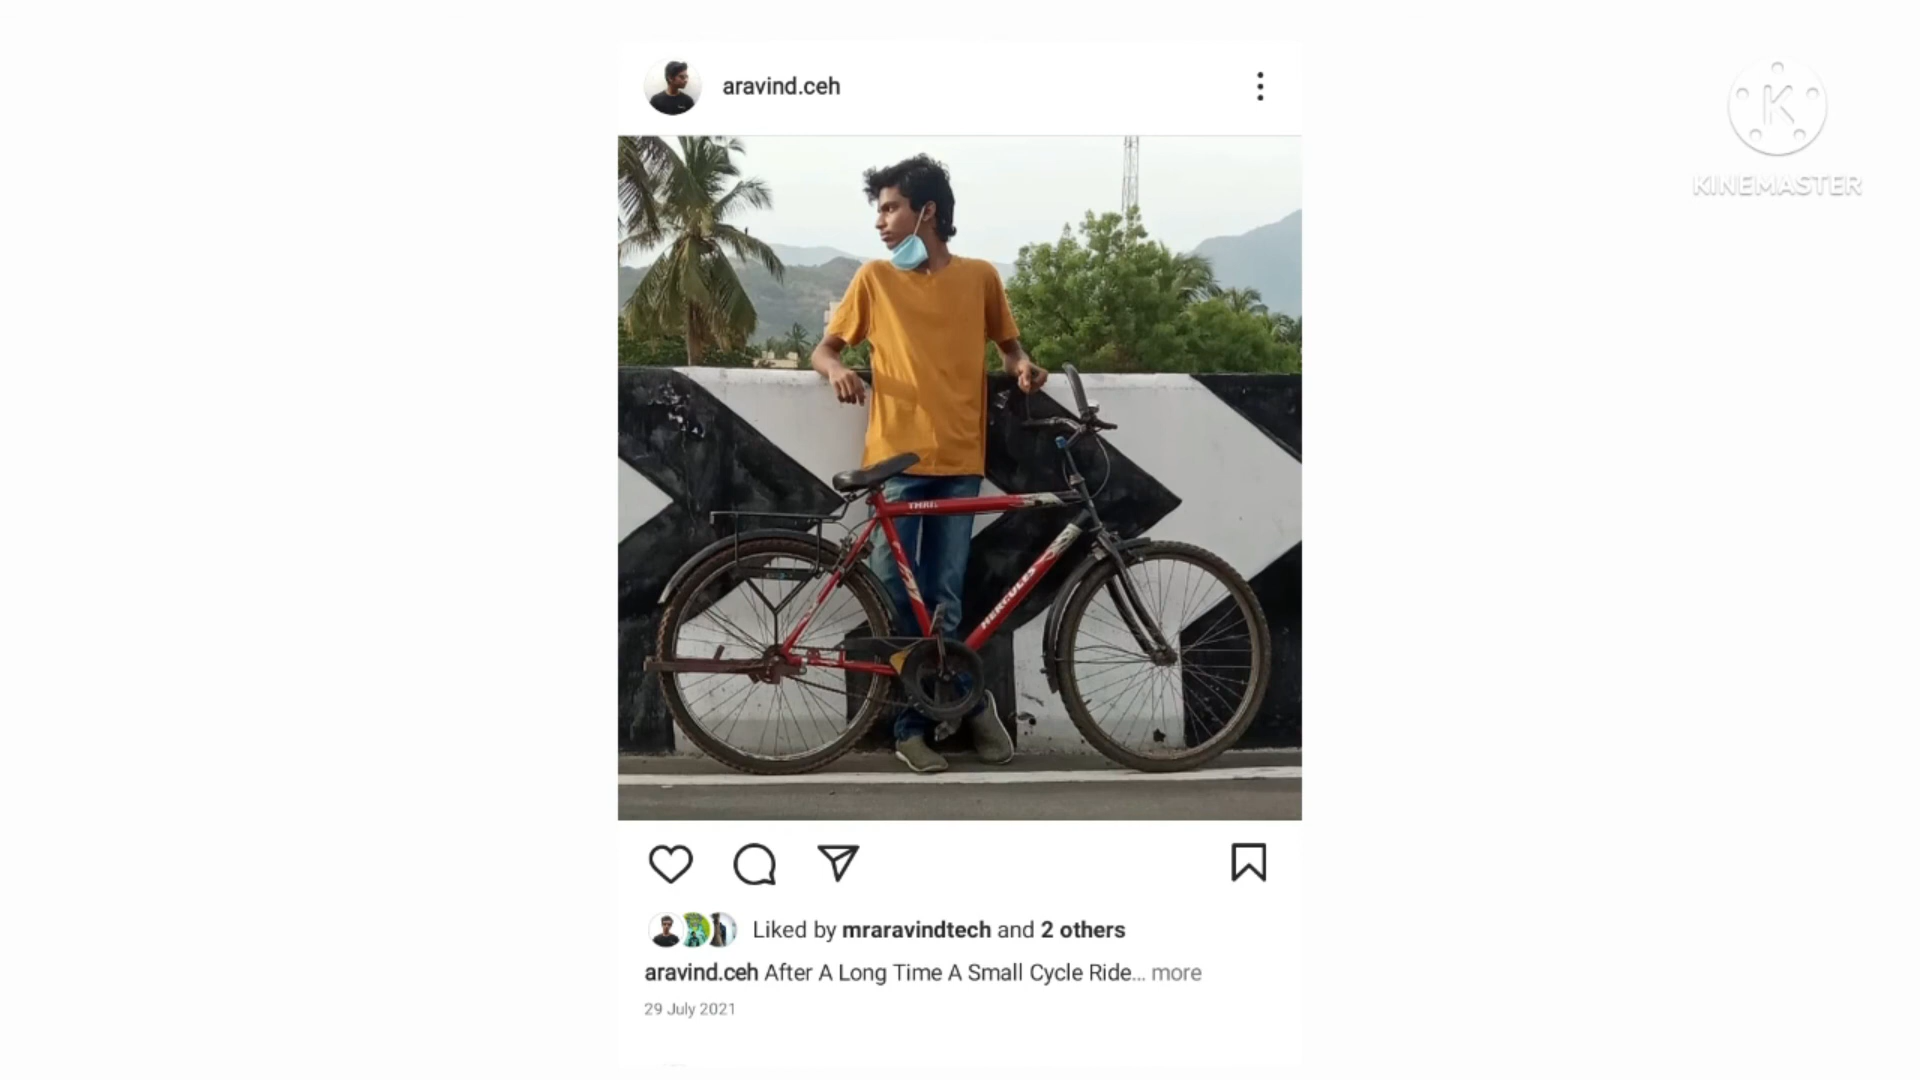 aravind.ceh
K
KINEMASTER
THRIL
HERCULES
Liked by mraravindtech and 2 others
aravind.ceh After A Long Time A Small Cycle Ride... more
29 July 2021